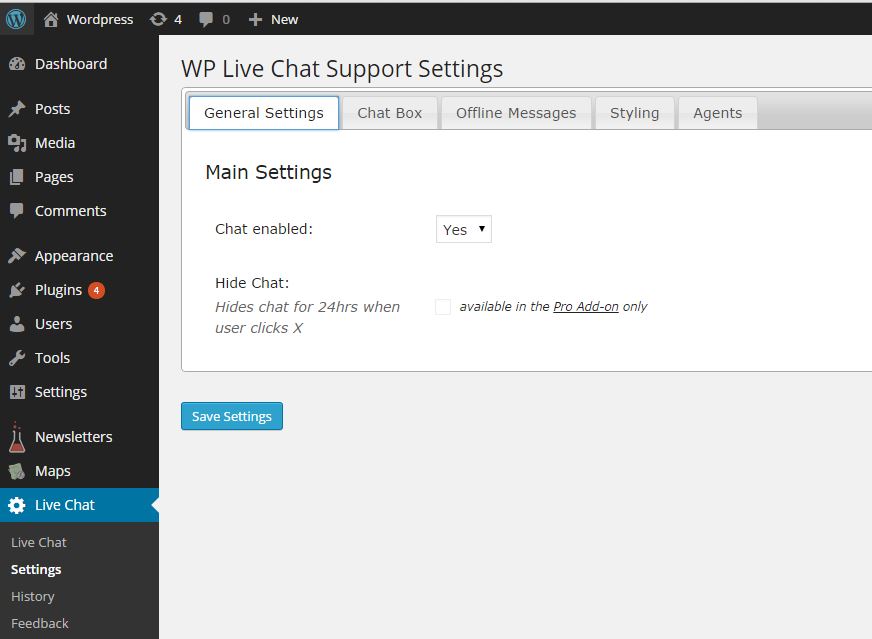 Wordpress 4 0 New
Dashboard
Posts
Media
Pages
Comments
Appearance
Plugins 4
Users
Tools
Settings
Newsletters
Maps
Live Chat
Live Chat
Settings
History
Feedback
WP Live Chat Support Settings
General Settings Chat Box Offline Messages Styling Agents
Main Settings
Chat enabled: Yes
Hide Chat:
Hides chat for 24hrs when
user clicks X
available in the Pro Add-on only
Save Settings